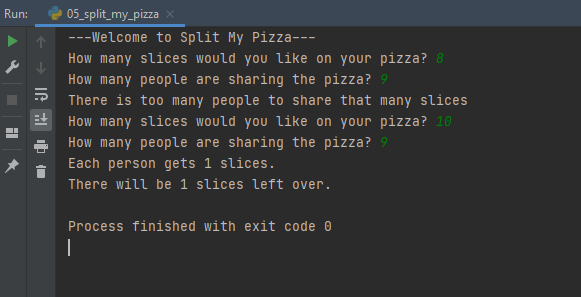 Run: 05_split_my_pizza
---Welcome to Split My Pizza---
How many slices would you like on your pizza? 8
How many people are sharing the pizza? 9
There is too many people to share that many slices
How many slices would you like on your pizza? 10
How many people are sharing the pizza? 9
Each person gets 1 slices.
There will be 1 slices left over.
Process finished with exit code 0